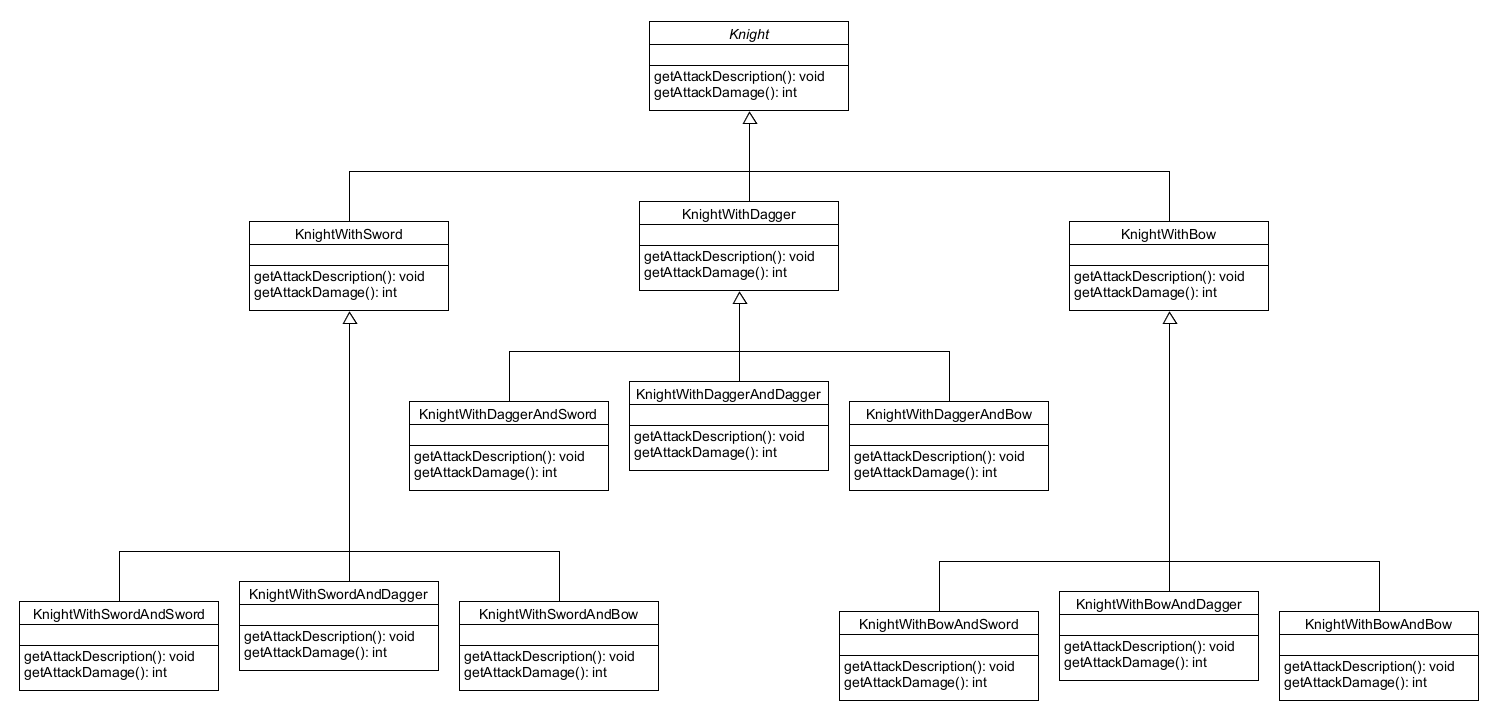 Knight
getAttackDescription(): void
getAttackDamage(): int
KnightWithSword
getAttackDescription(): void
getAttackDamage(): int
KnightWithDagger
getAttackDescription(): void
getAttackDamage(): int
KnightWithBow
getAttackDescription(): void
getAttackDamage(): int
KnightWithDaggerAndSword
getAttackDescription(): void
getAttackDamage(): int
KnightWithDaggerAndDagger
getAttackDescription(): void
getAttackDamage(): int
KnightWithDaggerAndBow
getAttackDescription(): void
getAttackDamage(): int
KnightWithSwordAndSword
getAttackDescription(): void
getAttackDamage(): int
KnightWithSwordAndDagger
getAttackDescription(): void
getAttackDamage(): int
KnightWithSwordAndBow
getAttackDescription(): void
getAttackDamage(): int
KnightWithBowAndSword
getAttackDescription(): void
getAttackDamage(): int
KnightWithBowAndDagger
getAttackDescription(): void
getAttackDamage(): int
KnightWithBowAndBow
getAttackDescription(): void
getAttackDamage(): int